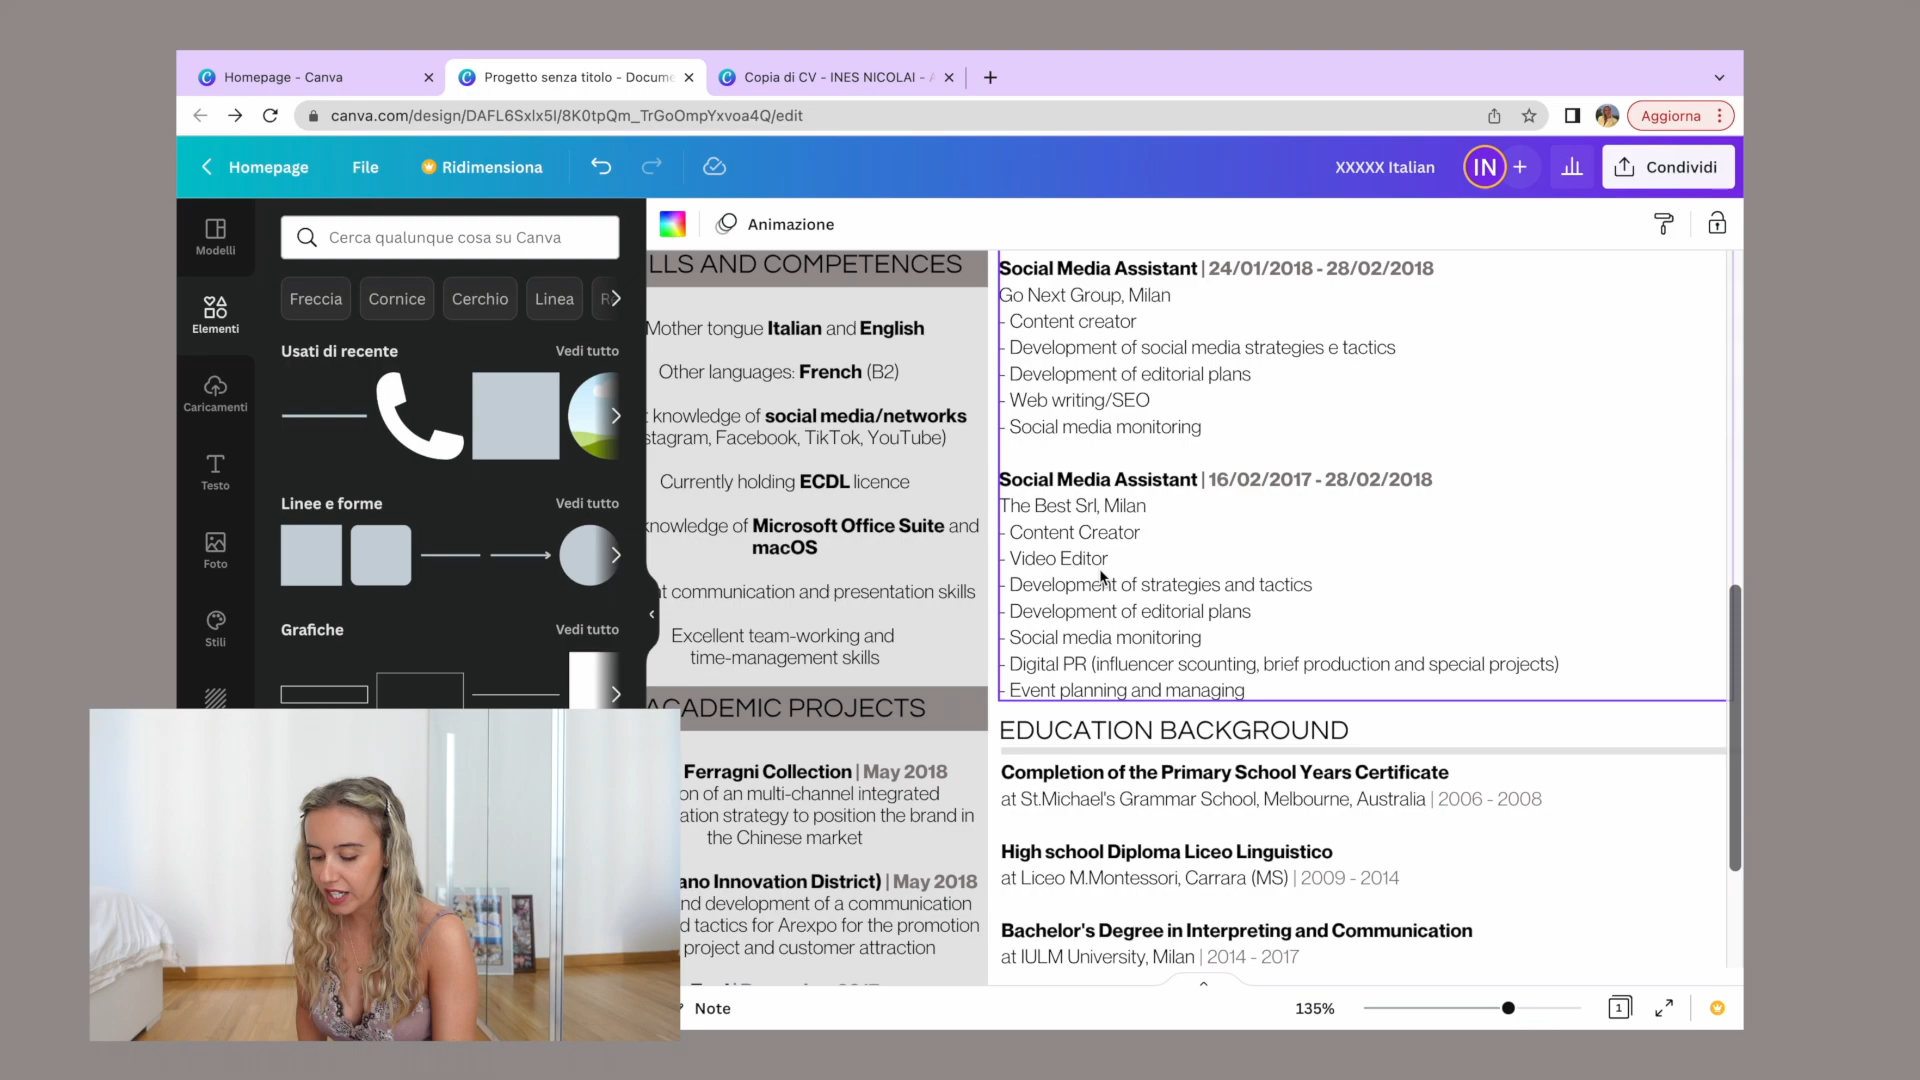 Homepage - Canva
Progetto senza titolo - Docume
Copia di CV - INES NICOLAI - A
canva.com/design/DAFL6Sxlx5I/8K0tpQm_TrGoOmpYxvoa4Q/edit
Aggiorna
Homepage
File
Ridimensiona
XXXXX Italian
IN
Condividi
Modelli
Elementi
Caricamenti
Testo
Foto
Stili
Cerca qualunque cosa su Canva
Freccia
Cornice
Cerchio
Linea
Usati di recente
Vedi tutto
Linee e forme
Vedi tutto
Grafiche
Vedi tutto
Animazione
LLS AND COMPETENCES
Mother tongue Italian and English
Other languages: French (B2)
knowledge of social media/networks
stagram, Facebook, TikTok, YouTube)
Currently holding ECDL licence
knowledge of Microsoft Office Suite and
macOS
t communication and presentation skills
Excellent team-working and
time-management skills
ACADEMIC PROJECTS
Ferragni Collection | May 2018
on of an multi-channel integrated
ation strategy to position the brand in
the Chinese market
ano Innovation District) | May 2018
nd development of a communication
d tactics for Arexpo for the promotion
project and customer attraction
Social Media Assistant | 24/01/2018 - 28/02/2018
Go Next Group, Milan
- Content creator
- Development of social media strategies e tactics
- Development of editorial plans
- Web writing/SEO
- Social media monitoring
Social Media Assistant | 16/02/2017 - 28/02/2018
The Best Srl, Milan
- Content Creator
- Video Editor
- Development of strategies and tactics
- Development of editorial plans
- Social media monitoring
- Digital PR (influencer scounting, brief production and special projects)
- Event planning and managing
EDUCATION BACKGROUND
Completion of the Primary School Years Certificate
at St.Michael's Grammar School, Melbourne, Australia | 2006 - 2008
High school Diploma Liceo Linguistico
at Liceo M.Montessori, Carrara (MS) | 2009 - 2014
Bachelor's Degree in Interpreting and Communication
at IULM University, Milan | 2014 - 2017
Note
135%
1